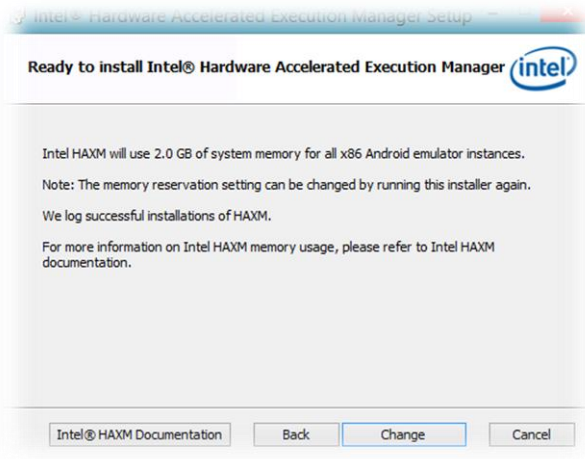 Intel® Hardware Accelerated Execution Manager Setup
Ready to install Intel® Hardware Accelerated Execution Manager
intel
Intel HAXM will use 2.0 GB of system memory for all x86 Android emulator instances.
Note: The memory reservation setting can be changed by running this installer again.
We log successful installations of HAXM.
For more information on Intel HAXM memory usage, please refer to Intel HAXM
documentation.
Intel® HAXM Documentation Back Change Cancel